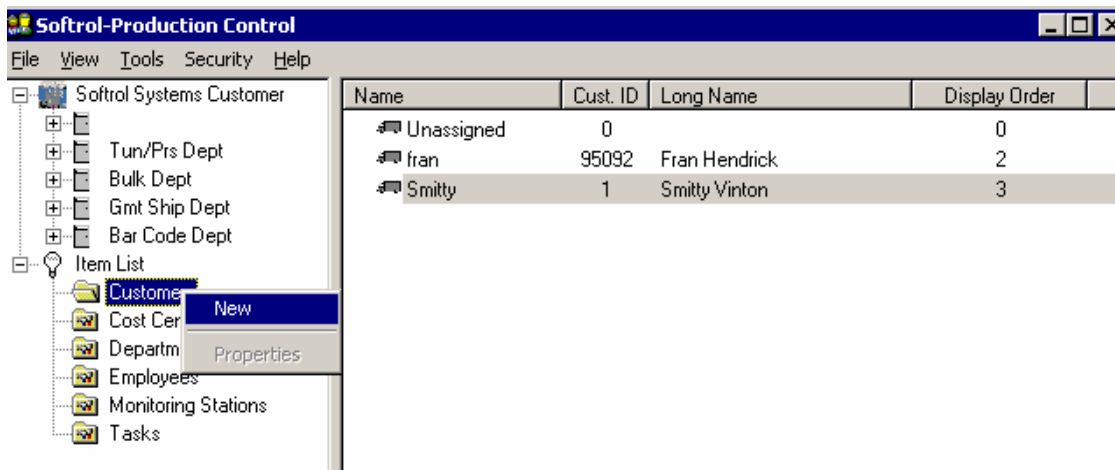 Softrol-Production Control
File View Tools Security Help
Softrol Systems Customer
Tun/Prs Dept
Bulk Dept
Gmt Ship Dept
Bar Code Dept
Item List
Custome
Cost Cer
Departm
Employees
Monitoring Stations
Tasks
New
Properties
Name Cust. ID Long Name Display Order
Unassigned 0 0
fran 95092 Fran Hendrick 2
Smitty 1 Smitty Vinton 3